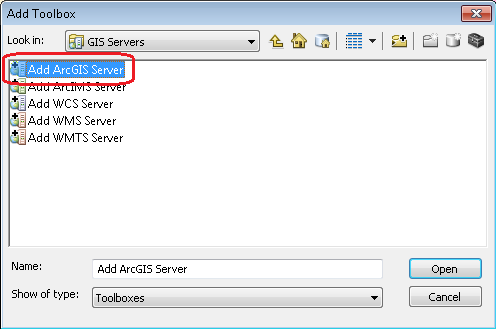 Add Toolbox
Look in: GIS Servers
Add ArcGIS Server
Add ArcIMS Server
Add WCS Server
Add WMS Server
Add WMTS Server
Name: Add ArcGIS Server Open
Show of type: Toolboxes Cancel